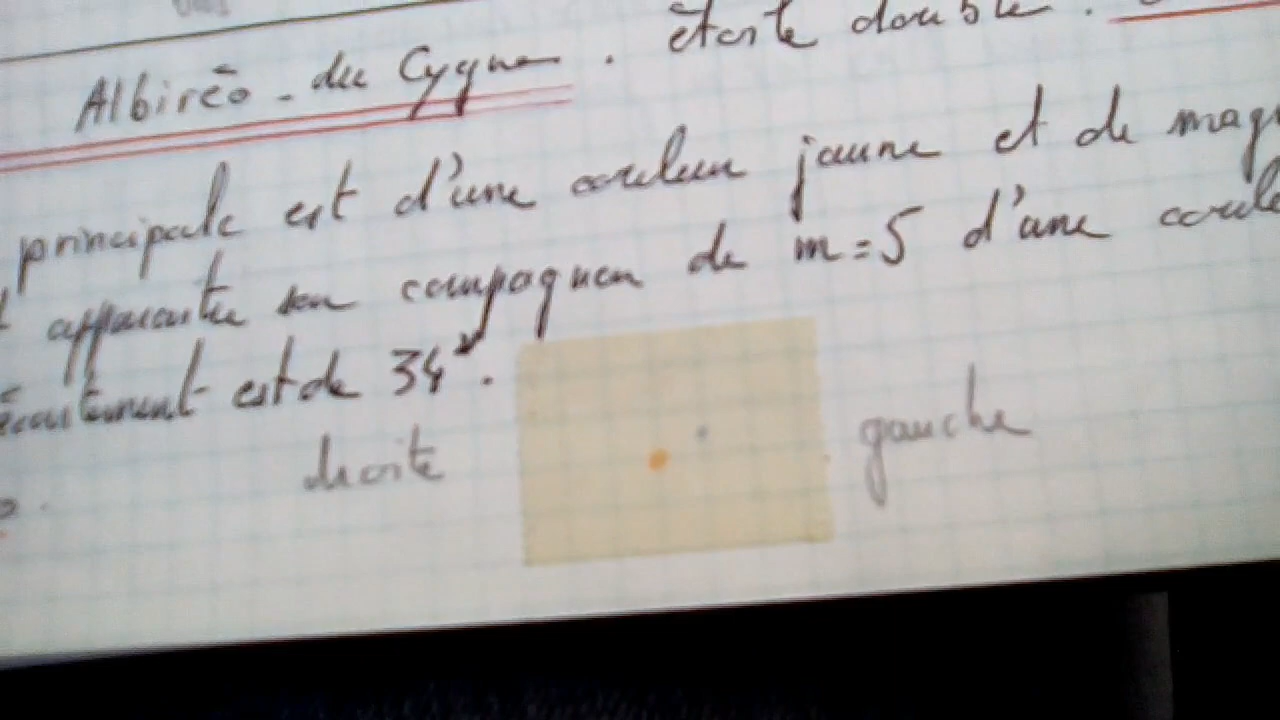 Albiréo - du Cygne. étoile double.
principale est d'une couleur jaune et de mag
apparaitre son compagnon de m=5 d'une coule
écartement est de 34".
droite gauche